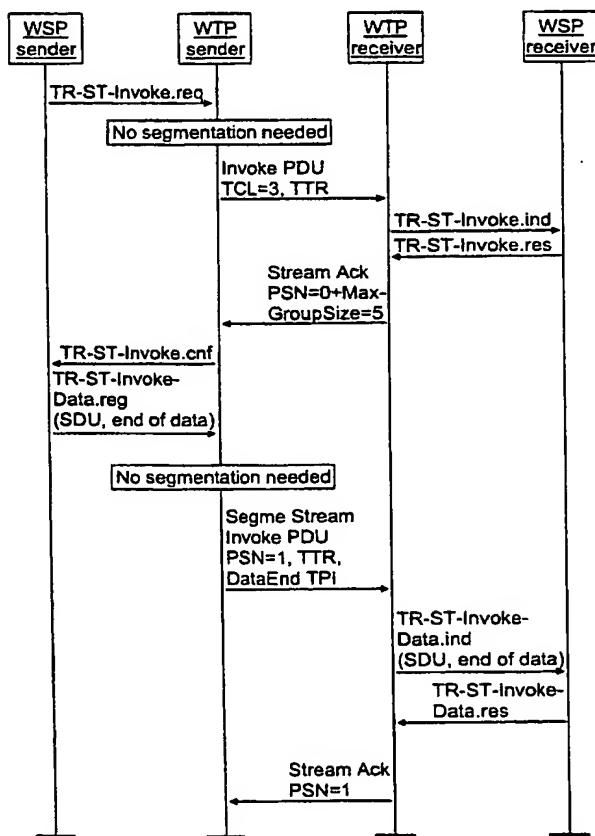 WSP sender
WTP sender
WTP receiver
WSP receiver
TR-ST-Invoke.req
No segmentation needed
Invoke PDU
TCL=3, TTR
TR-ST-Invoke.ind
TR-ST-Invoke.res
Stream Ack
PSN=0+Max-
GroupSize=5
TR-ST-Invoke.cnf
TR-ST-Invoke-
Data.reg
(SDU, end of data)
No segmentation needed
Segme Stream
Invoke PDU
PSN=1, TTR,
DataEnd TPI
TR-ST-Invoke-
Data.ind
(SDU, end of data)
TR-ST-Invoke-
Data.res
Stream Ack
PSN=1